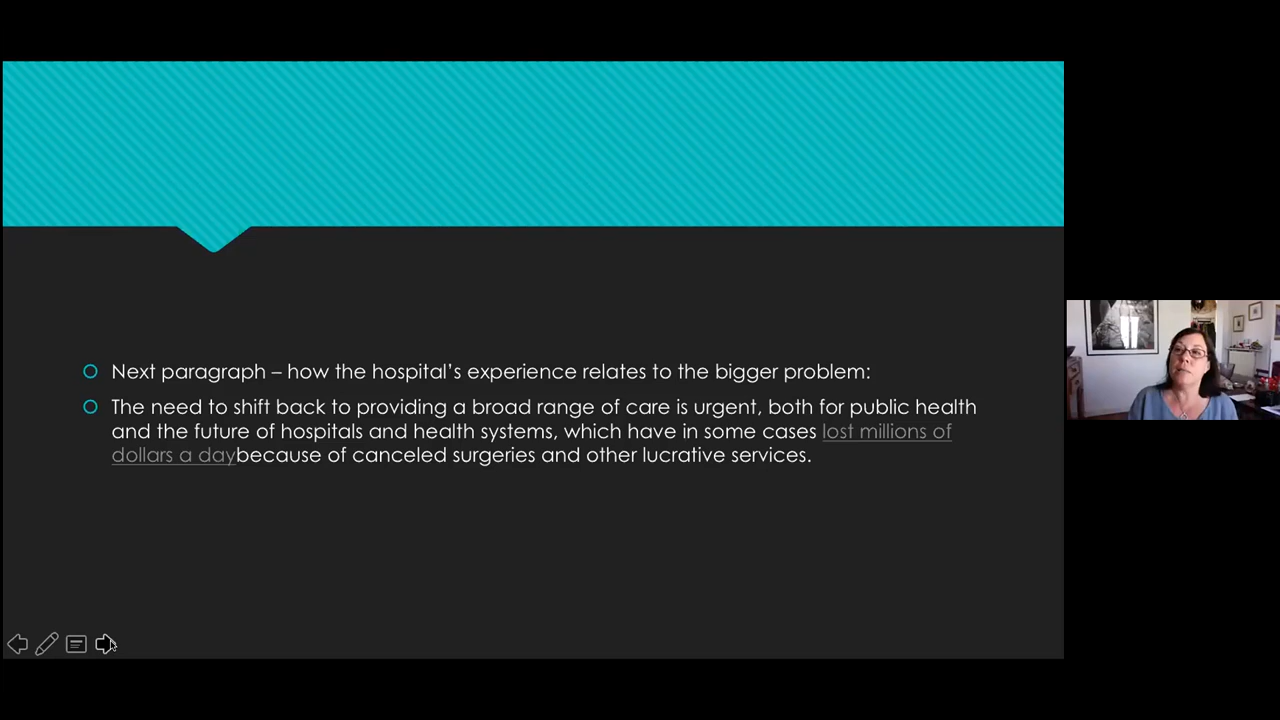 Next paragraph – how the hospital's experience relates to the bigger problem:
The need to shift back to providing a broad range of care is urgent, both for public health
and the future of hospitals and health systems, which have in some cases lost millions of
dollars a daybecause of canceled surgeries and other lucrative services.